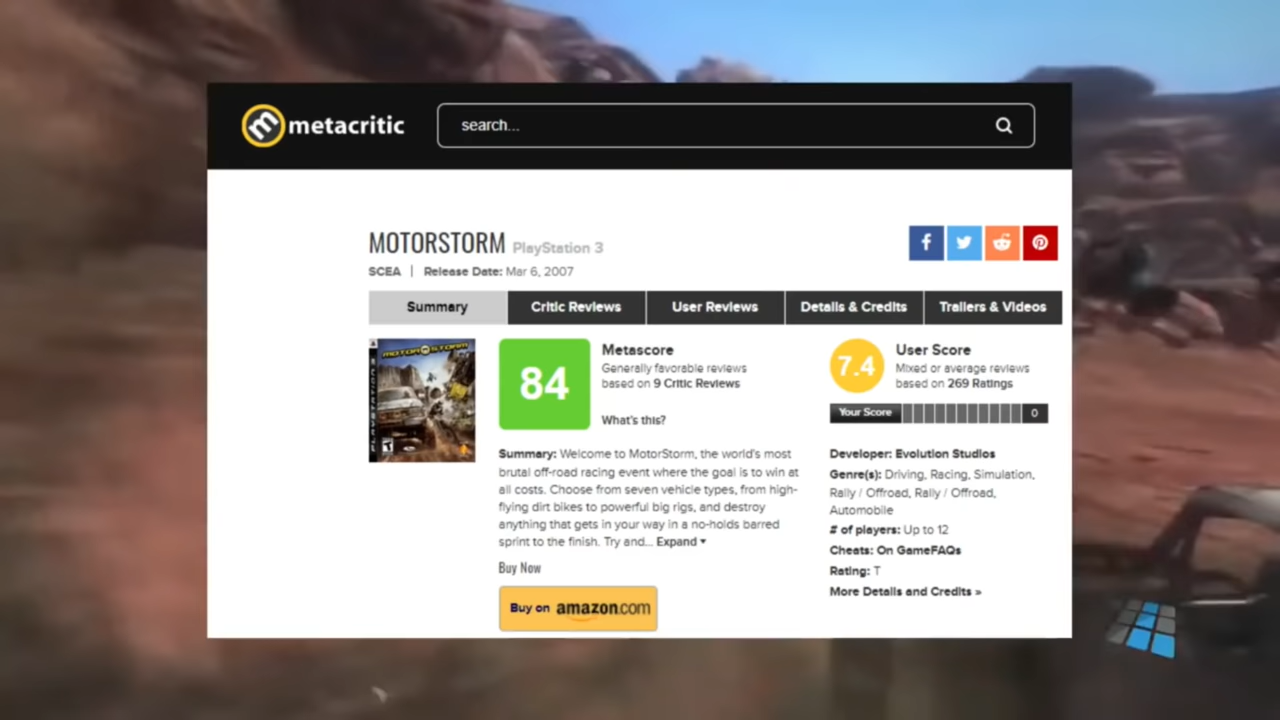 metacritic
search...
MOTORSTORM PlayStation 3
SCEA | Release Date: Mar 6, 2007
Summary
Critic Reviews
User Reviews
Details & Credits
Trailers & Videos
MOTORSTORM
PLAYSTATION 3
T
84
Metascore
Generally favorable reviews
based on 9 Critic Reviews
What's this?
7.4
User Score
Mixed or average reviews
based on 269 Ratings
Your Score
0
Summary: Welcome to MotorStorm, the world's most
brutal off-road racing event where the goal is to win at
all costs. Choose from seven vehicle types, from high-
flying dirt bikes to powerful big rigs, and destroy
anything that gets in your way in a no-holds barred
sprint to the finish. Try and... Expand
Buy Now
Buy on amazon.com
Developer: Evolution Studios
Genre(s): Driving, Racing, Simulation,
Rally / Offroad, Rally / Offroad,
Automobile
# of players: Up to 12
Cheats: On GameFAQs
Rating: T
More Details and Credits »